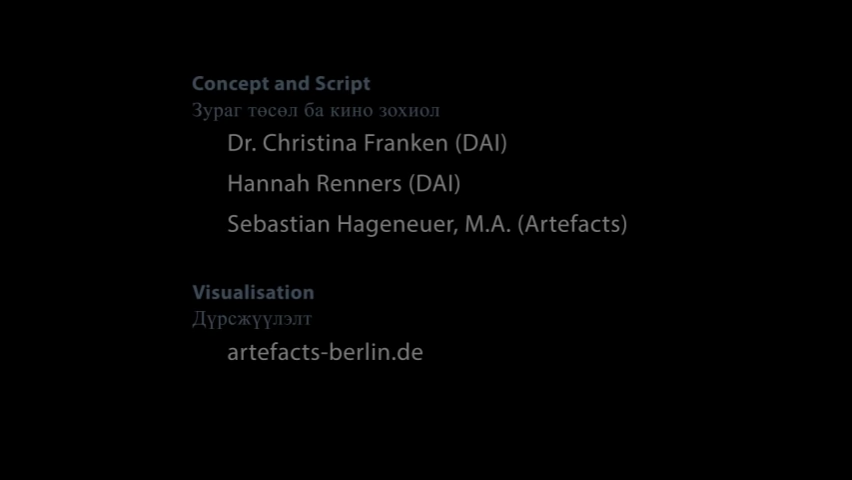 Concept and Script
Зураг төсөл ба кино зохиол
Dr. Christina Franken (DAI)
Hannah Renners (DAI)
Sebastian Hageneuer, M.A. (Artefacts)
Visualisation
Дүрсжүүлэлт
artefacts-berlin.de